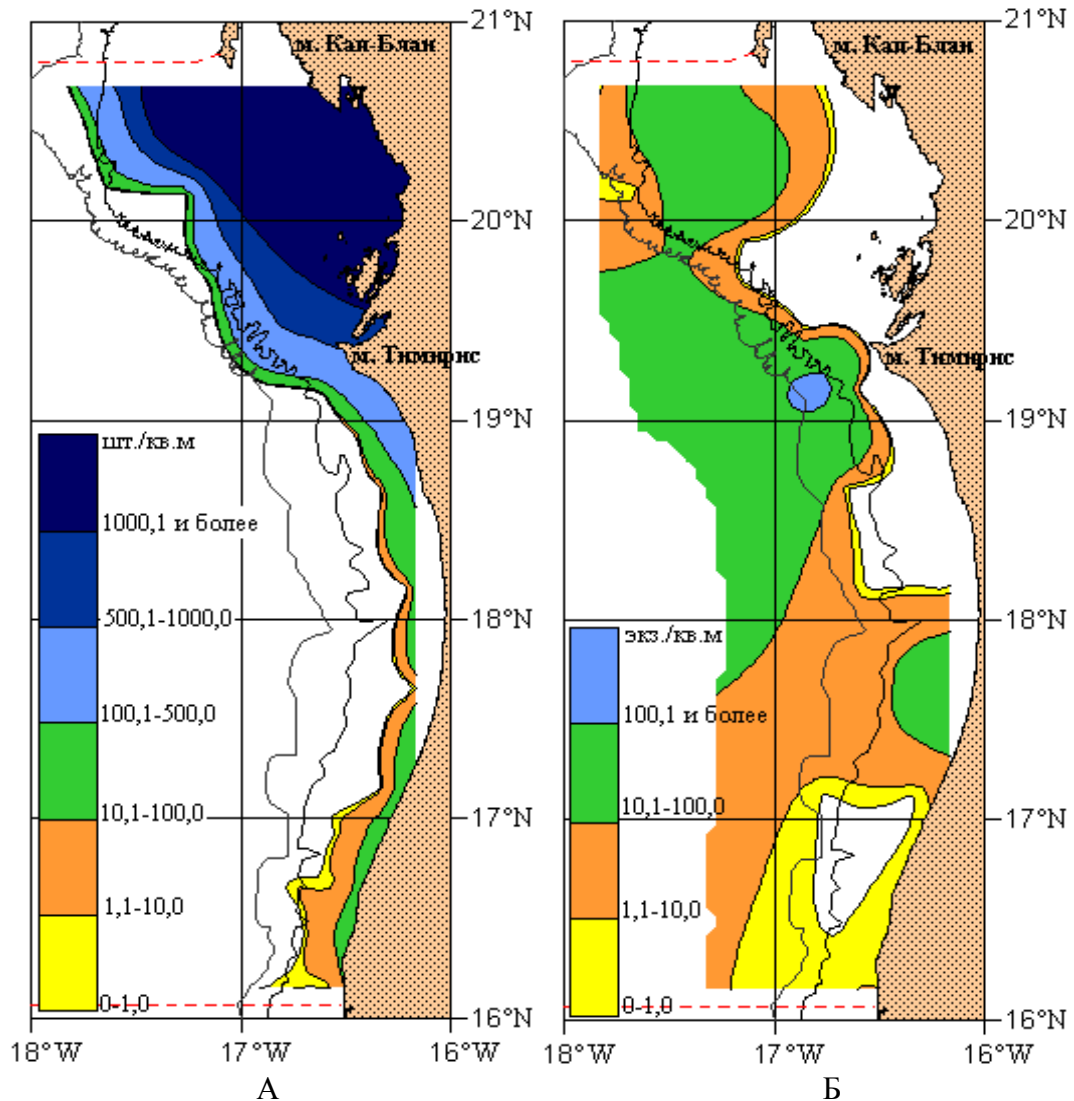 21°N
м. Кап-Блан
20°N
м. Тимирис
19°N
шт./кв.м
1000,1 и более
500,1-1000,0
100,1-500,0
10,1-100,0
1,1-10,0
0-1,0
18°N
17°N
16°N
18°W
17°W
16°W
А
21°N
м. Кап-Блан
20°N
м. Тимирис
19°N
18°N
экз./кв.м
100,1 и более
10,1-100,0
1,1-10,0
0-1,0
17°N
16°N
18°W
17°W
16°W
Б